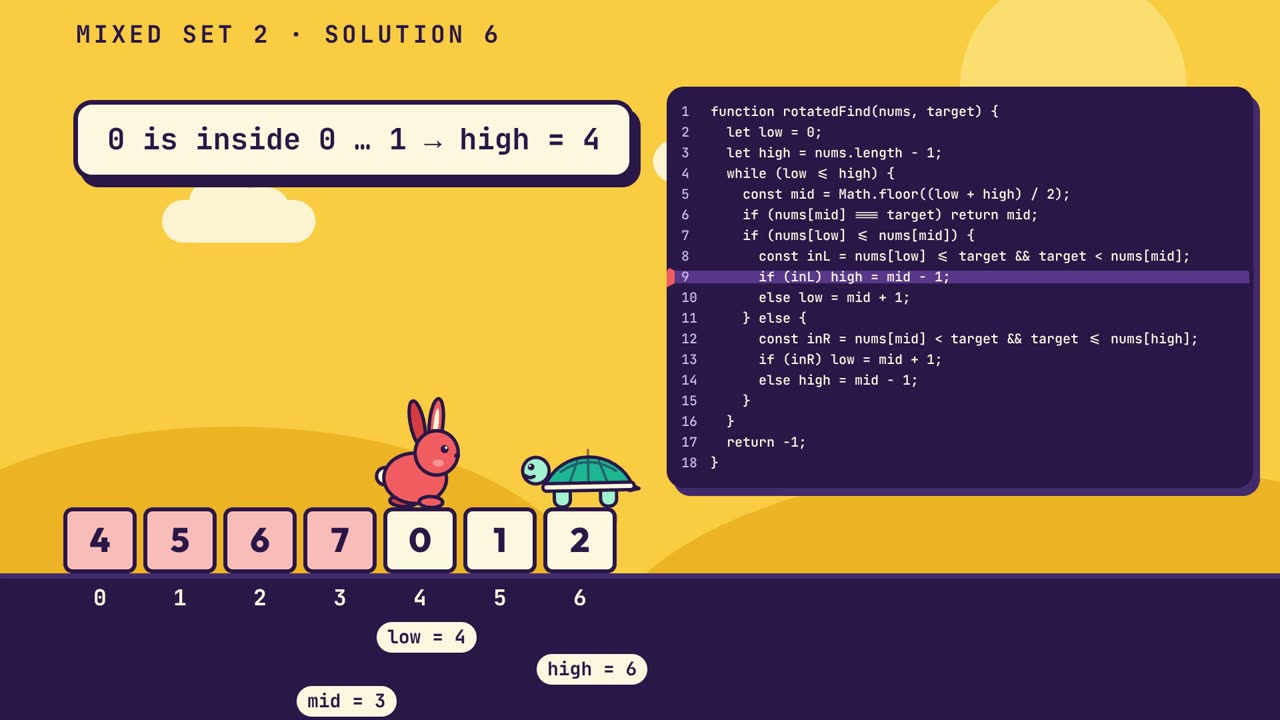 MIXED SET 2 · SOLUTION 6
0 is inside 0 … 1 → high = 4
1 function rotatedFind(nums, target) {
2 let low = 0;
3 let high = nums.length - 1;
4 while (low <= high) {
5 const mid = Math.floor((low + high) / 2);
6 if (nums[mid] === target) return mid;
7 if (nums[low] <= nums[mid]) {
8 const inL = nums[low] <= target && target < nums[mid];
9 if (inL) high = mid - 1;
10 else low = mid + 1;
11 } else {
12 const inR = nums[mid] < target && target <= nums[high];
13 if (inR) low = mid + 1;
14 else high = mid - 1;
15 }
16 }
17 return -1;
18 }
4 5 6 7 0 1 2
0 1 2 3 4 5 6
low = 4
high = 6
mid = 3